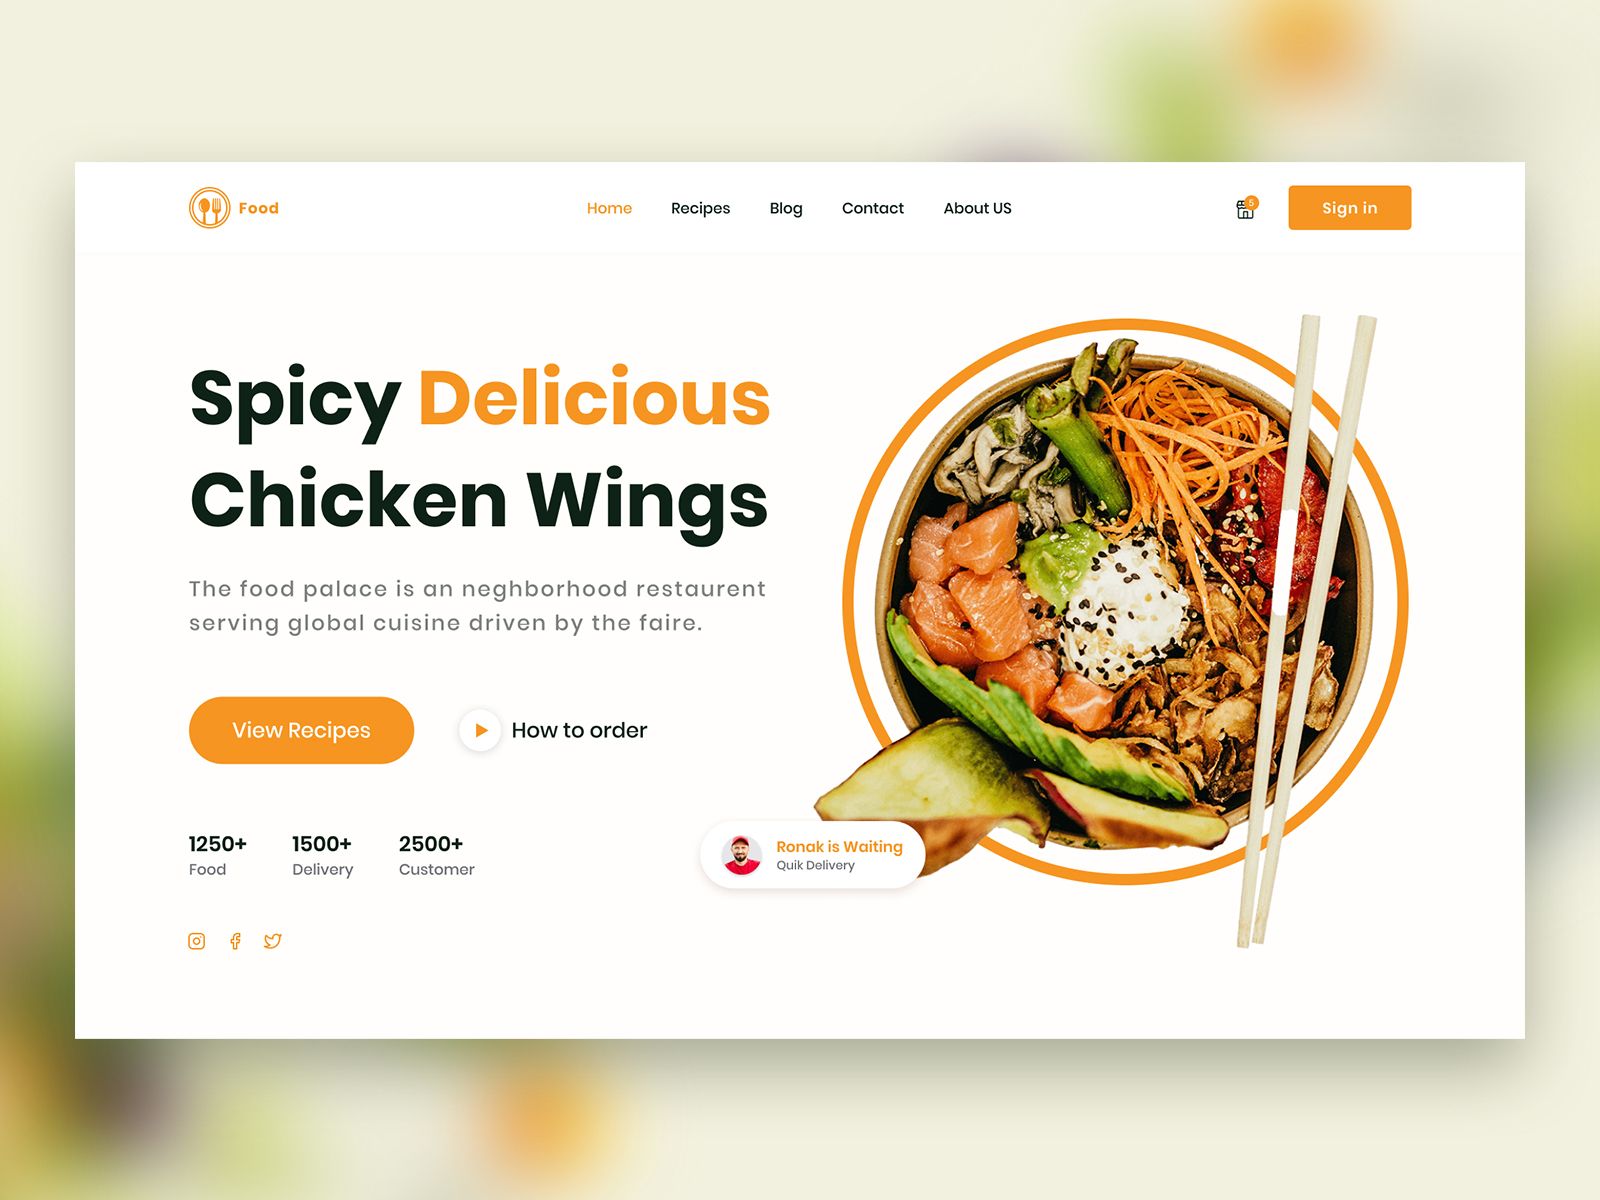 Food
Home Recipes Blog Contact About US
5
Sign in
Spicy Delicious
Chicken Wings
The food palace is an neghborhood restaurent
serving global cuisine driven by the faire.
View Recipes
How to order
1250+ 1500+ 2500+
Food Delivery Customer
Ronak is Waiting
Quik Delivery